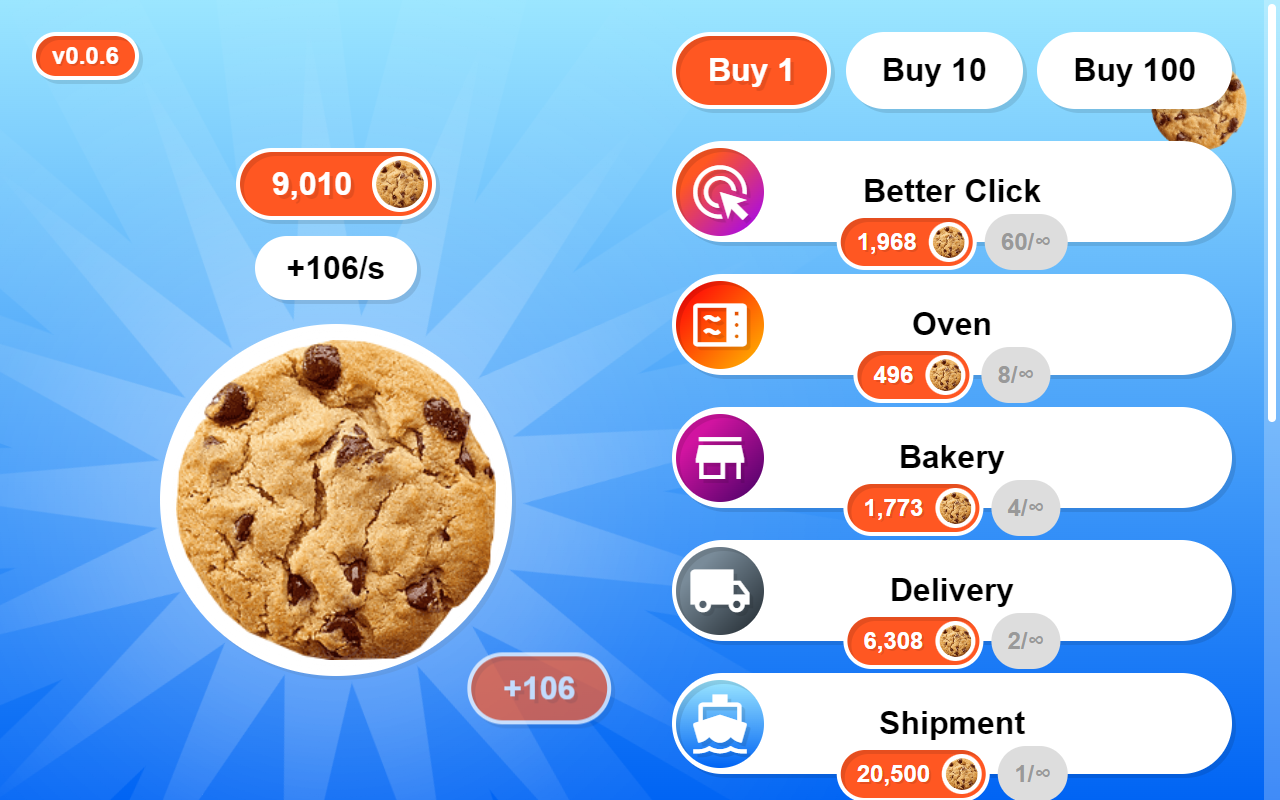 v0.0.6
9,010
+106/s
+106
Buy 1
Buy 10
Buy 100
Better Click
1,968
60/∞
Oven
496
8/∞
Bakery
1,773
4/∞
Delivery
6,308
2/∞
Shipment
20,500
1/∞